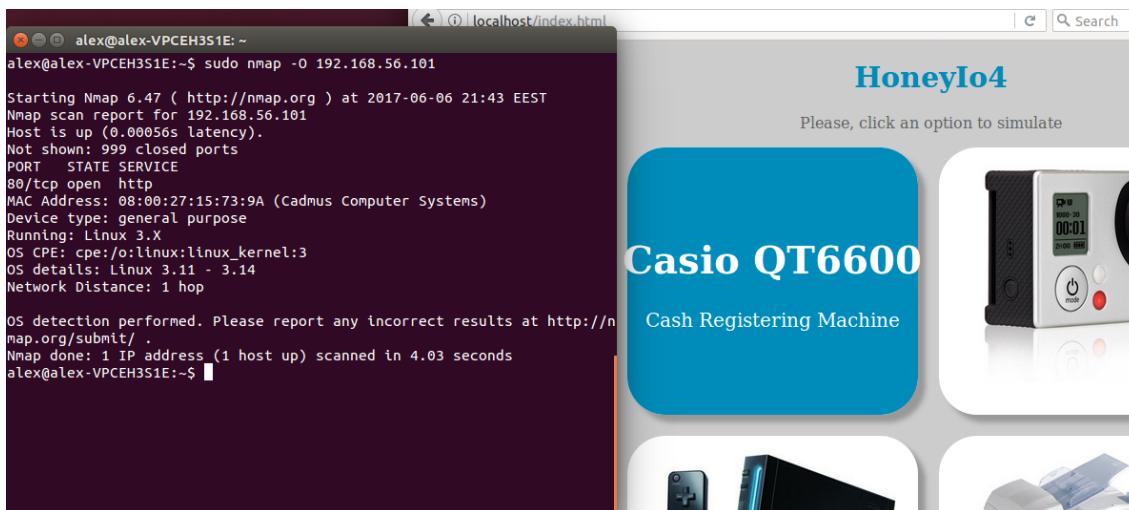 alex@alex-VPCEH3S1E: ~
alex@alex-VPCEH3S1E:~$ sudo nmap -O 192.168.56.101
Starting Nmap 6.47 ( http://nmap.org ) at 2017-06-06 21:43 EEST
Nmap scan report for 192.168.56.101
Host is up (0.00056s latency).
Not shown: 999 closed ports
PORT   STATE SERVICE
80/tcp open  http
MAC Address: 08:00:27:15:73:9A (Cadmus Computer Systems)
Device type: general purpose
Running: Linux 3.X
OS CPE: cpe:/o:linux:linux_kernel:3
OS details: Linux 3.11 - 3.14
Network Distance: 1 hop
OS detection performed. Please report any incorrect results at http://n
map.org/submit/ .
Nmap done: 1 IP address (1 host up) scanned in 4.03 seconds
alex@alex-VPCEH3S1E:~$
localhost/index.html
Search
HoneyIo4
Please, click an option to simulate
Casio QT6600
Cash Registering Machine
00:01
mode